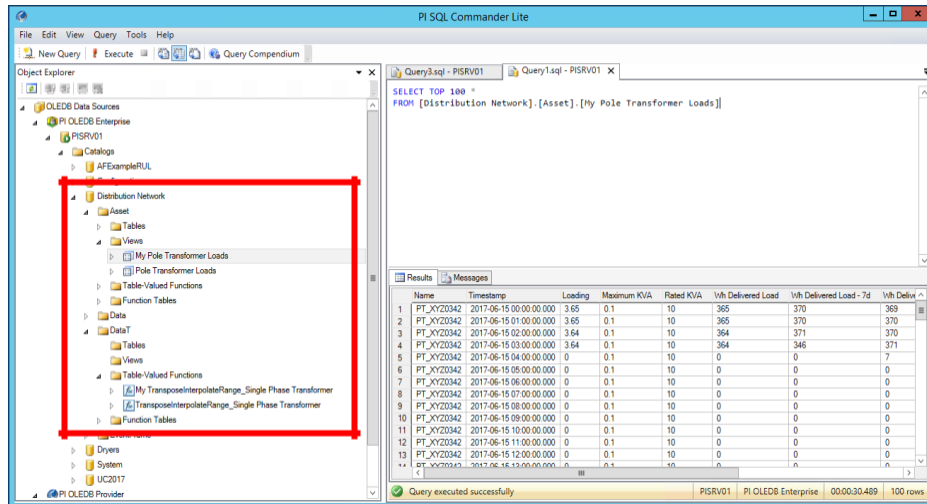 PI SQL Commander Lite
File Edit View Query Tools Help
New Query Execute Query Compendium
Object Explorer
OLEDB Data Sources
PI OLEDB Enterprise
PISRV01
Catalogs
AFExampleRUL
Distribution Network
Asset
Tables
Views
My Pole Transformer Loads
Pole Transformer Loads
Table-Valued Functions
Function Tables
Data
DataT
Tables
Views
Table-Valued Functions
My TransposeInterpolateRange_Single Phase Transformer
TransposeInterpolateRange_Single Phase Transformer
Function Tables
Dryers
System
UC2017
PI OLEDB Provider
Query3.sql - PISRV01 Query1.sql - PISRV01
SELECT TOP 100 *
FROM [Distribution Network].[Asset].[My Pole Transformer Loads]
Results Messages
Name Timestamp Loading Maximum KVA Rated KVA Wh Delivered Load Wh Delivered Load - 7d Wh Delive
1 PT_XYZ0342 2017-06-15 00:00:00.000 3.65 0.1 10 365 370 369
2 PT_XYZ0342 2017-06-15 01:00:00.000 3.65 0.1 10 365 370 370
3 PT_XYZ0342 2017-06-15 02:00:00.000 3.64 0.1 10 364 371 370
4 PT_XYZ0342 2017-06-15 03:00:00.000 3.64 0.1 10 364 346 371
5 PT_XYZ0342 2017-06-15 04:00:00.000 0 0.1 10 0 0 7
6 PT_XYZ0342 2017-06-15 05:00:00.000 0 0.1 10 0 0 0
7 PT_XYZ0342 2017-06-15 06:00:00.000 0 0.1 10 0 0 0
8 PT_XYZ0342 2017-06-15 07:00:00.000 0 0.1 10 0 0 0
9 PT_XYZ0342 2017-06-15 08:00:00.000 0 0.1 10 0 0 0
10 PT_XYZ0342 2017-06-15 09:00:00.000 0 0.1 10 0 0 0
11 PT_XYZ0342 2017-06-15 10:00:00.000 0 0.1 10 0 0 0
12 PT_XYZ0342 2017-06-15 11:00:00.000 0 0.1 10 0 0 0
13 PT_XYZ0342 2017-06-15 12:00:00.000 0 0.1 10 0 0 0
Query executed successfully PISRV01 PI OLEDB Enterprise 00:00:30.489 100 rows